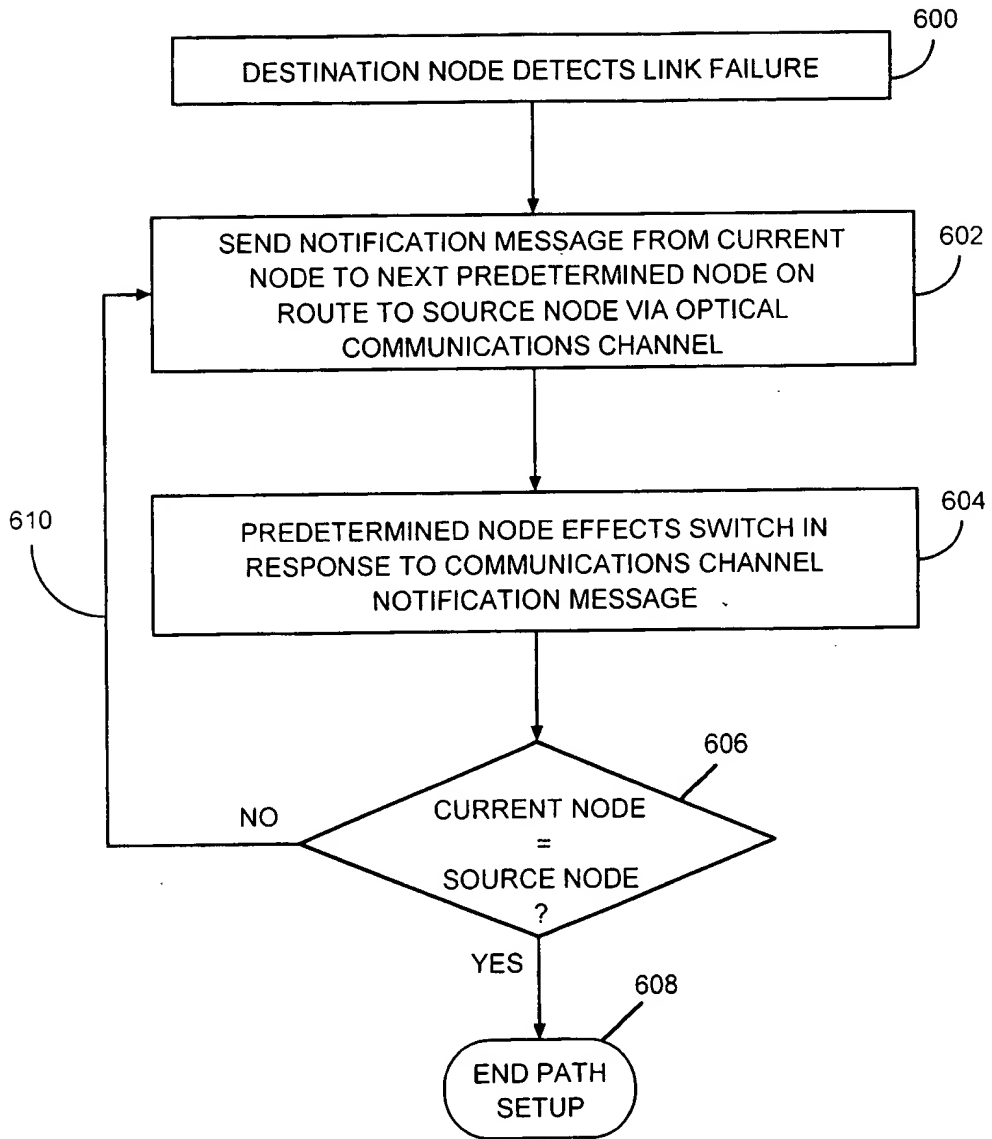 600
DESTINATION NODE DETECTS LINK FAILURE
SEND NOTIFICATION MESSAGE FROM CURRENT
NODE TO NEXT PREDETERMINED NODE ON
ROUTE TO SOURCE NODE VIA OPTICAL
COMMUNICATIONS CHANNEL
602
PREDETERMINED NODE EFFECTS SWITCH IN
RESPONSE TO COMMUNICATIONS CHANNEL
NOTIFICATION MESSAGE
604
610
606
CURRENT NODE
=
SOURCE NODE
?
NO
YES
608
END PATH
SETUP